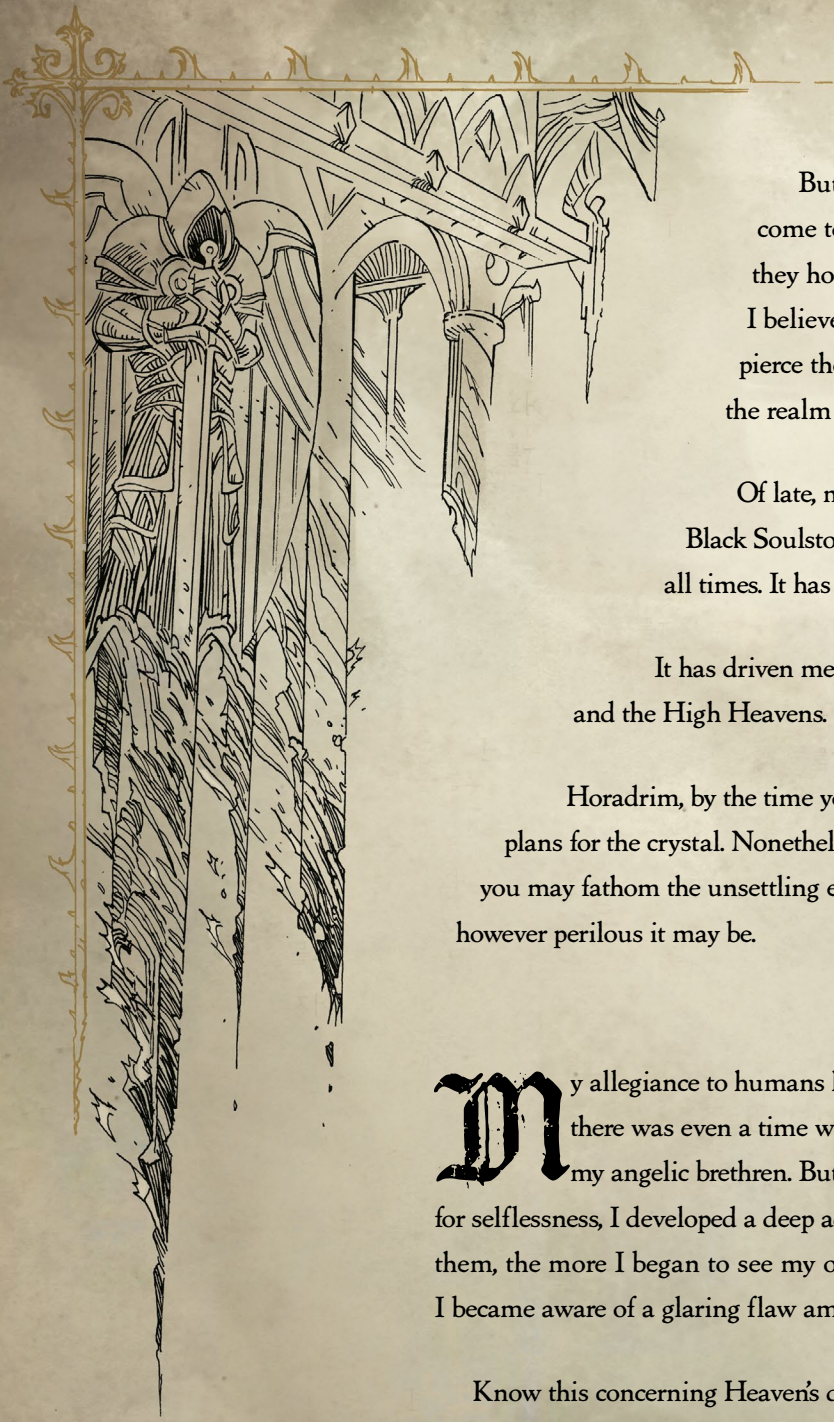 But
come t
they ho
I believe
pierce th
the realm
Of late,
Black Soulsto
all times. It has
It has driven me
and the High Heavens.
Horadrim, by the time y
plans for the crystal. Nonethel
you may fathom the unsettling
however perilous it may be.
My allegiance to humans
there was even a time w
my angelic brethren. But
for selflessness, I developed a deep a
them, the more I began to see my o
I became aware of a glaring flaw am
Know this concerning Heaven's